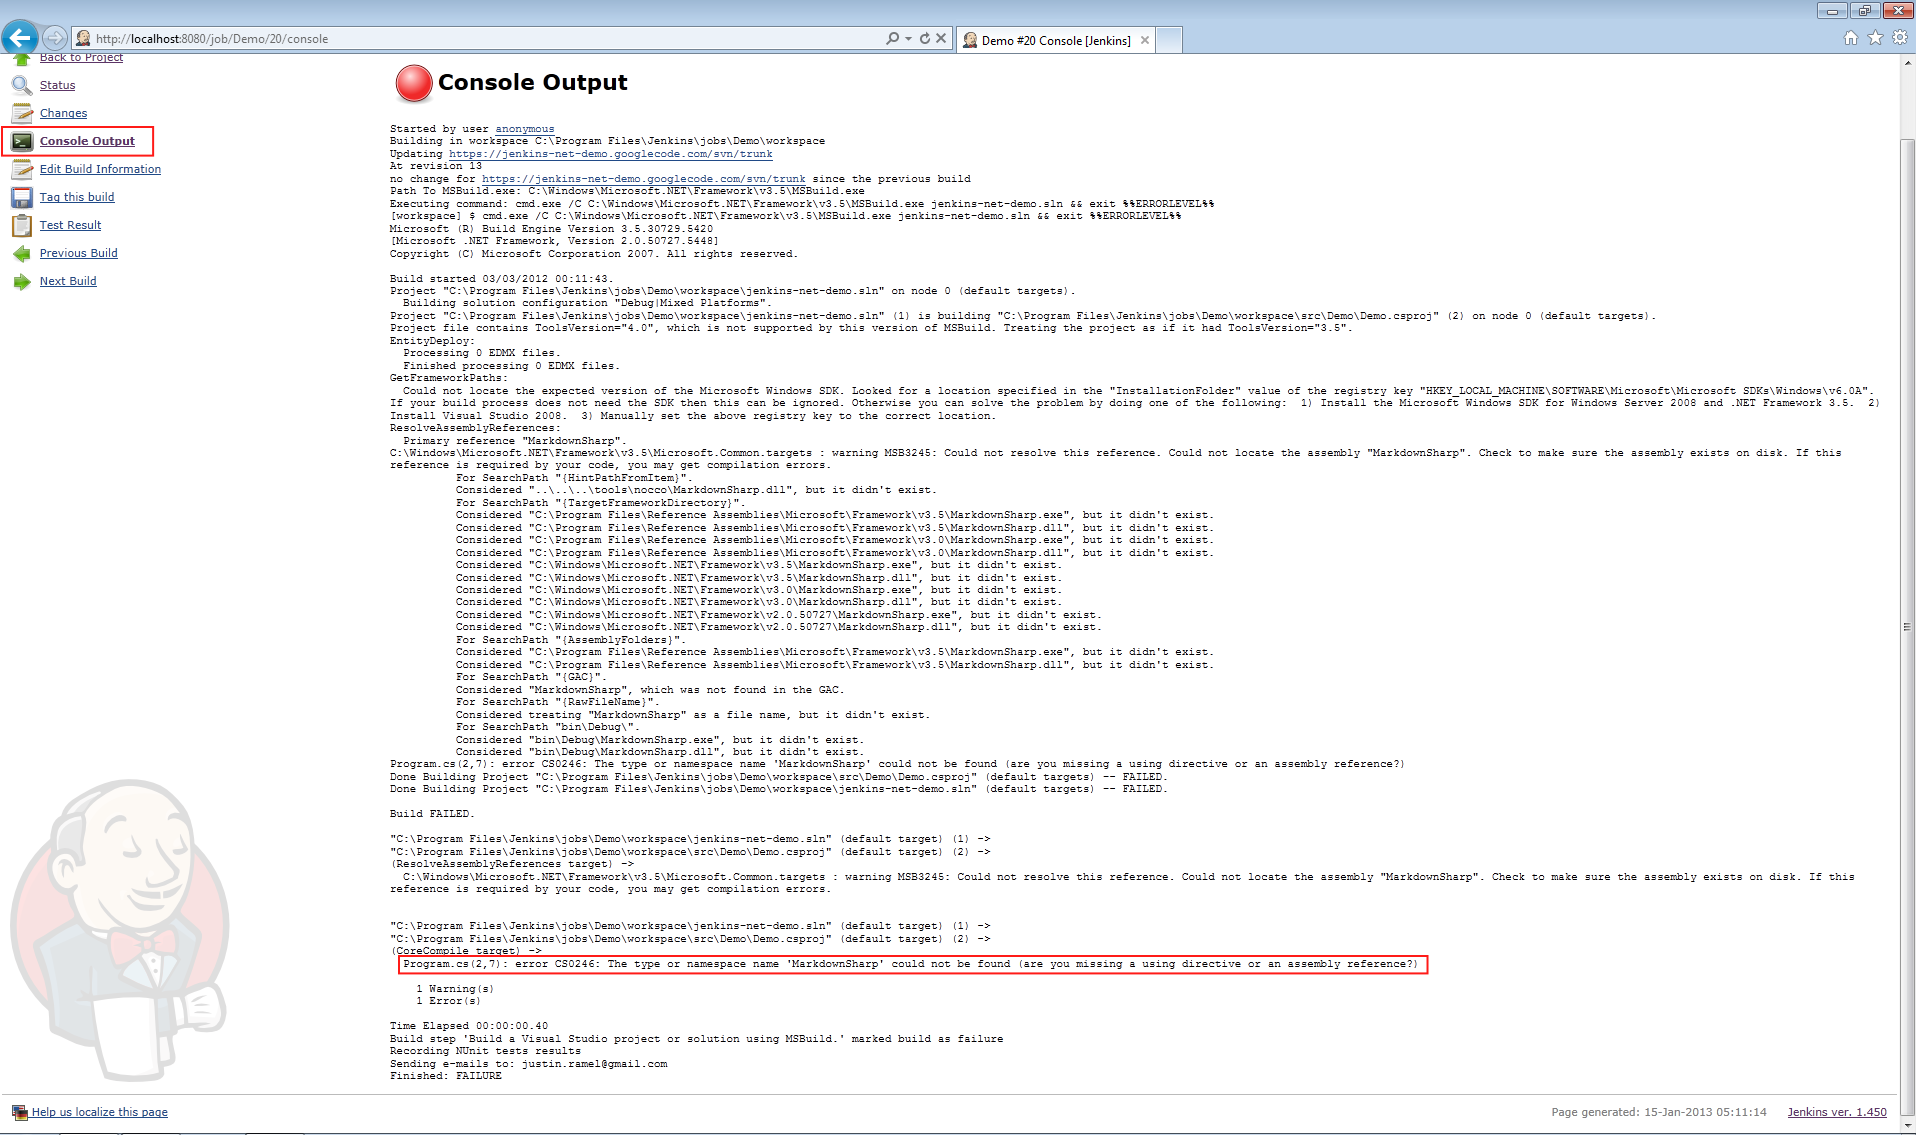 http://localhost:8080/job/Demo/20/console
Demo #20 Console [Jenkins]
Back to Project
Status
Changes
Console Output
Edit Build Information
Tag this build
Test Result
Previous Build
Next Build
Console Output
Started by user anonymous
Building in workspace C:\Program Files\Jenkins\jobs\Demo\workspace
Updating https://jenkins-net-demo.googlecode.com/svn/trunk
At revision 13
no change for https://jenkins-net-demo.googlecode.com/svn/trunk since the previous build
Path To MSBuild.exe: C:\Windows\Microsoft.NET\Framework\v3.5\MSBuild.exe
Executing command: cmd.exe /C C:\Windows\Microsoft.NET\Framework\v3.5\MSBuild.exe jenkins-net-demo.sln && exit %%ERRORLEVEL%%
[workspace] $ cmd.exe /C C:\Windows\Microsoft.NET\Framework\v3.5\MSBuild.exe jenkins-net-demo.sln && exit %%ERRORLEVEL%%
Microsoft (R) Build Engine Version 3.5.30729.5420
[Microsoft .NET Framework, Version 2.0.50727.5448]
Copyright (C) Microsoft Corporation 2007. All rights reserved.
Build started 03/03/2012 00:11:43.
Project "C:\Program Files\Jenkins\jobs\Demo\workspace\jenkins-net-demo.sln" on node 0 (default targets).
Building solution configuration "Debug|Mixed Platforms".
Project "C:\Program Files\Jenkins\jobs\Demo\workspace\jenkins-net-demo.sln" (1) is building "C:\Program Files\Jenkins\jobs\Demo\workspace\src\Demo\Demo.csproj" (2) on node 0 (default targets).
Project file contains ToolsVersion="4.0", which is not supported by this version of MSBuild. Treating the project as if it had ToolsVersion="3.5".
EntityDeploy:
Processing 0 EDMX files.
Finished processing 0 EDMX files.
GetFrameworkPaths:
Could not locate the expected version of the Microsoft Windows SDK. Looked for a location specified in the "InstallationFolder" value of the registry key "HKEY_LOCAL_MACHINE\SOFTWARE\Microsoft\Microsoft SDKs\Windows\v6.0A".
If your build process does not need the SDK then this can be ignored. Otherwise you can solve the problem by doing one of the following:  1) Install the Microsoft Windows SDK for Windows Server 2008 and .NET Framework 3.5.  2)
Install Visual Studio 2008.  3) Manually set the above registry key to the correct location.
ResolveAssemblyReferences:
Primary reference "MarkdownSharp".
C:\Windows\Microsoft.NET\Framework\v3.5\Microsoft.Common.targets : warning MSB3245: Could not resolve this reference. Could not locate the assembly "MarkdownSharp". Check to make sure the assembly exists on disk. If this
reference is required by your code, you may get compilation errors.
For SearchPath "{HintPathFromItem}".
Considered "..\..\..\tools\nocco\MarkdownSharp.dll", but it didn't exist.
For SearchPath "{TargetFrameworkDirectory}".
Considered "C:\Program Files\Reference Assemblies\Microsoft\Framework\v3.5\MarkdownSharp.exe", but it didn't exist.
Considered "C:\Program Files\Reference Assemblies\Microsoft\Framework\v3.5\MarkdownSharp.dll", but it didn't exist.
Considered "C:\Program Files\Reference Assemblies\Microsoft\Framework\v3.0\MarkdownSharp.exe", but it didn't exist.
Considered "C:\Program Files\Reference Assemblies\Microsoft\Framework\v3.0\MarkdownSharp.dll", but it didn't exist.
Considered "C:\Windows\Microsoft.NET\Framework\v3.5\MarkdownSharp.exe", but it didn't exist.
Considered "C:\Windows\Microsoft.NET\Framework\v3.5\MarkdownSharp.dll", but it didn't exist.
Considered "C:\Windows\Microsoft.NET\Framework\v3.0\MarkdownSharp.exe", but it didn't exist.
Considered "C:\Windows\Microsoft.NET\Framework\v3.0\MarkdownSharp.dll", but it didn't exist.
Considered "C:\Windows\Microsoft.NET\Framework\v2.0.50727\MarkdownSharp.exe", but it didn't exist.
Considered "C:\Windows\Microsoft.NET\Framework\v2.0.50727\MarkdownSharp.dll", but it didn't exist.
For SearchPath "{AssemblyFolders}".
Considered "C:\Program Files\Reference Assemblies\Microsoft\Framework\v3.5\MarkdownSharp.exe", but it didn't exist.
Considered "C:\Program Files\Reference Assemblies\Microsoft\Framework\v3.5\MarkdownSharp.dll", but it didn't exist.
For SearchPath "{GAC}".
Considered "MarkdownSharp", which was not found in the GAC.
For SearchPath "{RawFileName}".
Considered treating "MarkdownSharp" as a file name, but it didn't exist.
For SearchPath "bin\Debug\".
Considered "bin\Debug\MarkdownSharp.exe", but it didn't exist.
Considered "bin\Debug\MarkdownSharp.dll", but it didn't exist.
Program.cs(2,7): error CS0246: The type or namespace name 'MarkdownSharp' could not be found (are you missing a using directive or an assembly reference?)
Done Building Project "C:\Program Files\Jenkins\jobs\Demo\workspace\src\Demo\Demo.csproj" (default targets) -- FAILED.
Done Building Project "C:\Program Files\Jenkins\jobs\Demo\workspace\jenkins-net-demo.sln" (default targets) -- FAILED.
Build FAILED.
"C:\Program Files\Jenkins\jobs\Demo\workspace\jenkins-net-demo.sln" (default target) (1) ->
"C:\Program Files\Jenkins\jobs\Demo\workspace\src\Demo\Demo.csproj" (default target) (2) ->
(ResolveAssemblyReferences target) ->
C:\Windows\Microsoft.NET\Framework\v3.5\Microsoft.Common.targets : warning MSB3245: Could not resolve this reference. Could not locate the assembly "MarkdownSharp". Check to make sure the assembly exists on disk. If this
reference is required by your code, you may get compilation errors.
"C:\Program Files\Jenkins\jobs\Demo\workspace\jenkins-net-demo.sln" (default target) (1) ->
"C:\Program Files\Jenkins\jobs\Demo\workspace\src\Demo\Demo.csproj" (default target) (2) ->
(CoreCompile target) ->
Program.cs(2,7): error CS0246: The type or namespace name 'MarkdownSharp' could not be found (are you missing a using directive or an assembly reference?)
1 Warning(s)
1 Error(s)
Time Elapsed 00:00:00.40
Build step 'Build a Visual Studio project or solution using MSBuild.' marked build as failure
Recording NUnit tests results
Sending e-mails to: justin.ramel@gmail.com
Finished: FAILURE
Help us localize this page
Page generated: 15-Jan-2013 05:11:14
Jenkins ver. 1.450